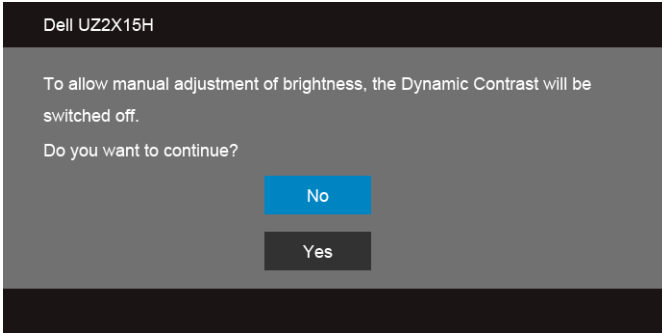 Dell UZ2X15H
To allow manual adjustment of brightness, the Dynamic Contrast will be
switched off.
Do you want to continue?
No
Yes